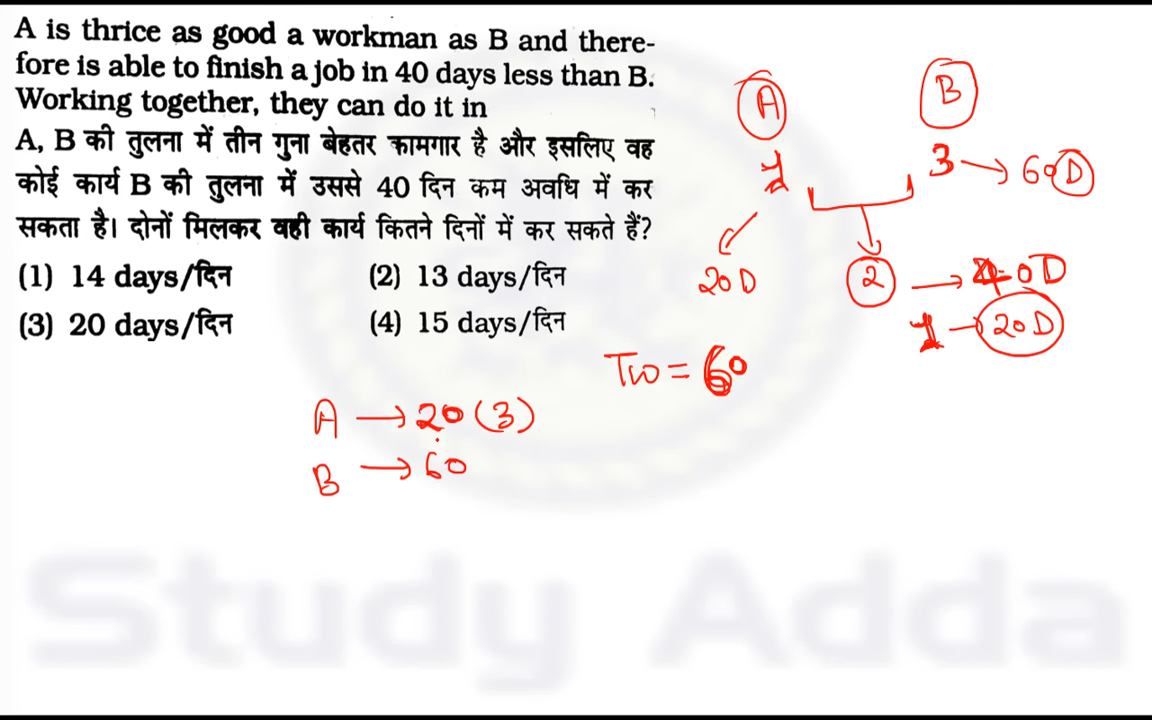 A is thrice as good a workman as B and there-
fore is able to finish a job in 40 days less than B.
Working together, they can do it in
A, B की तुलना में तीन गुना बेहतर कामगार है और इसलिए वह
कोई कार्य B की तुलना में उससे 40 दिन कम अवधि में कर
सकता है। दोनों मिलकर वही कार्य कितने दिनों में कर सकते हैं?
(1) 14 days/दिन (2) 13 days/दिन
(3) 20 days/दिन (4) 15 days/दिन
A B
1 3 → 60D
20D 2 → 40D
1 → 20D
TW = 60
A → 20 (3)
B → 60
Study Adda